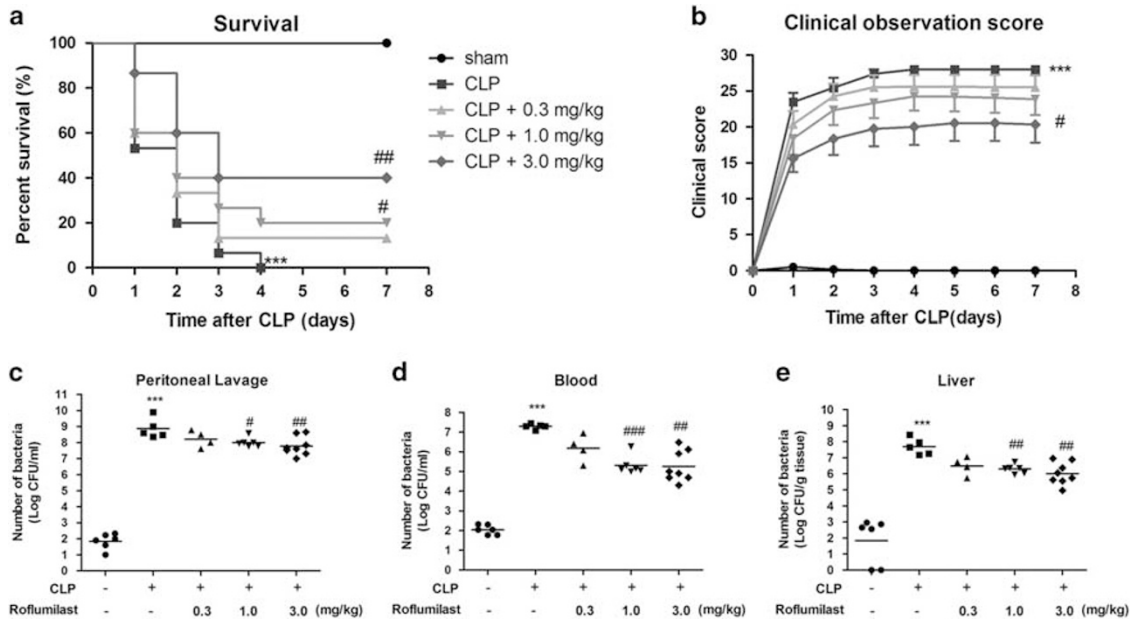 a
Survival
Percent survival (%)
100
80
60
40
20
0
##
#
***
0 1 2 3 4 5 6 7 8
Time after CLP (days)
sham
CLP
CLP + 0.3 mg/kg
CLP + 1.0 mg/kg
CLP + 3.0 mg/kg
b
Clinical observation score
Clinical score
30
25
20
15
10
5
0
***
#
0 1 2 3 4 5 6 7 8
Time after CLP(days)
c
Peritoneal Lavage
Number of bacteria
(Log CFU/ml)
11
10
9
8
7
6
5
4
3
2
1
0
*** # ##
CLP - + + + +
Roflumilast - - 0.3 1.0 3.0 (mg/kg)
d
Blood
Number of bacteria
(Log CFU/ml)
8
7
6
5
4
3
2
1
0
*** ### ##
CLP - + + + +
Roflumilast - - 0.3 1.0 3.0 (mg/kg)
e
Liver
Number of bacteria
(Log CFU/g tissue)
10
9
8
7
6
5
4
3
2
1
0
*** ## ##
CLP - + + + +
Roflumilast - - 0.3 1.0 3.0 (mg/kg)